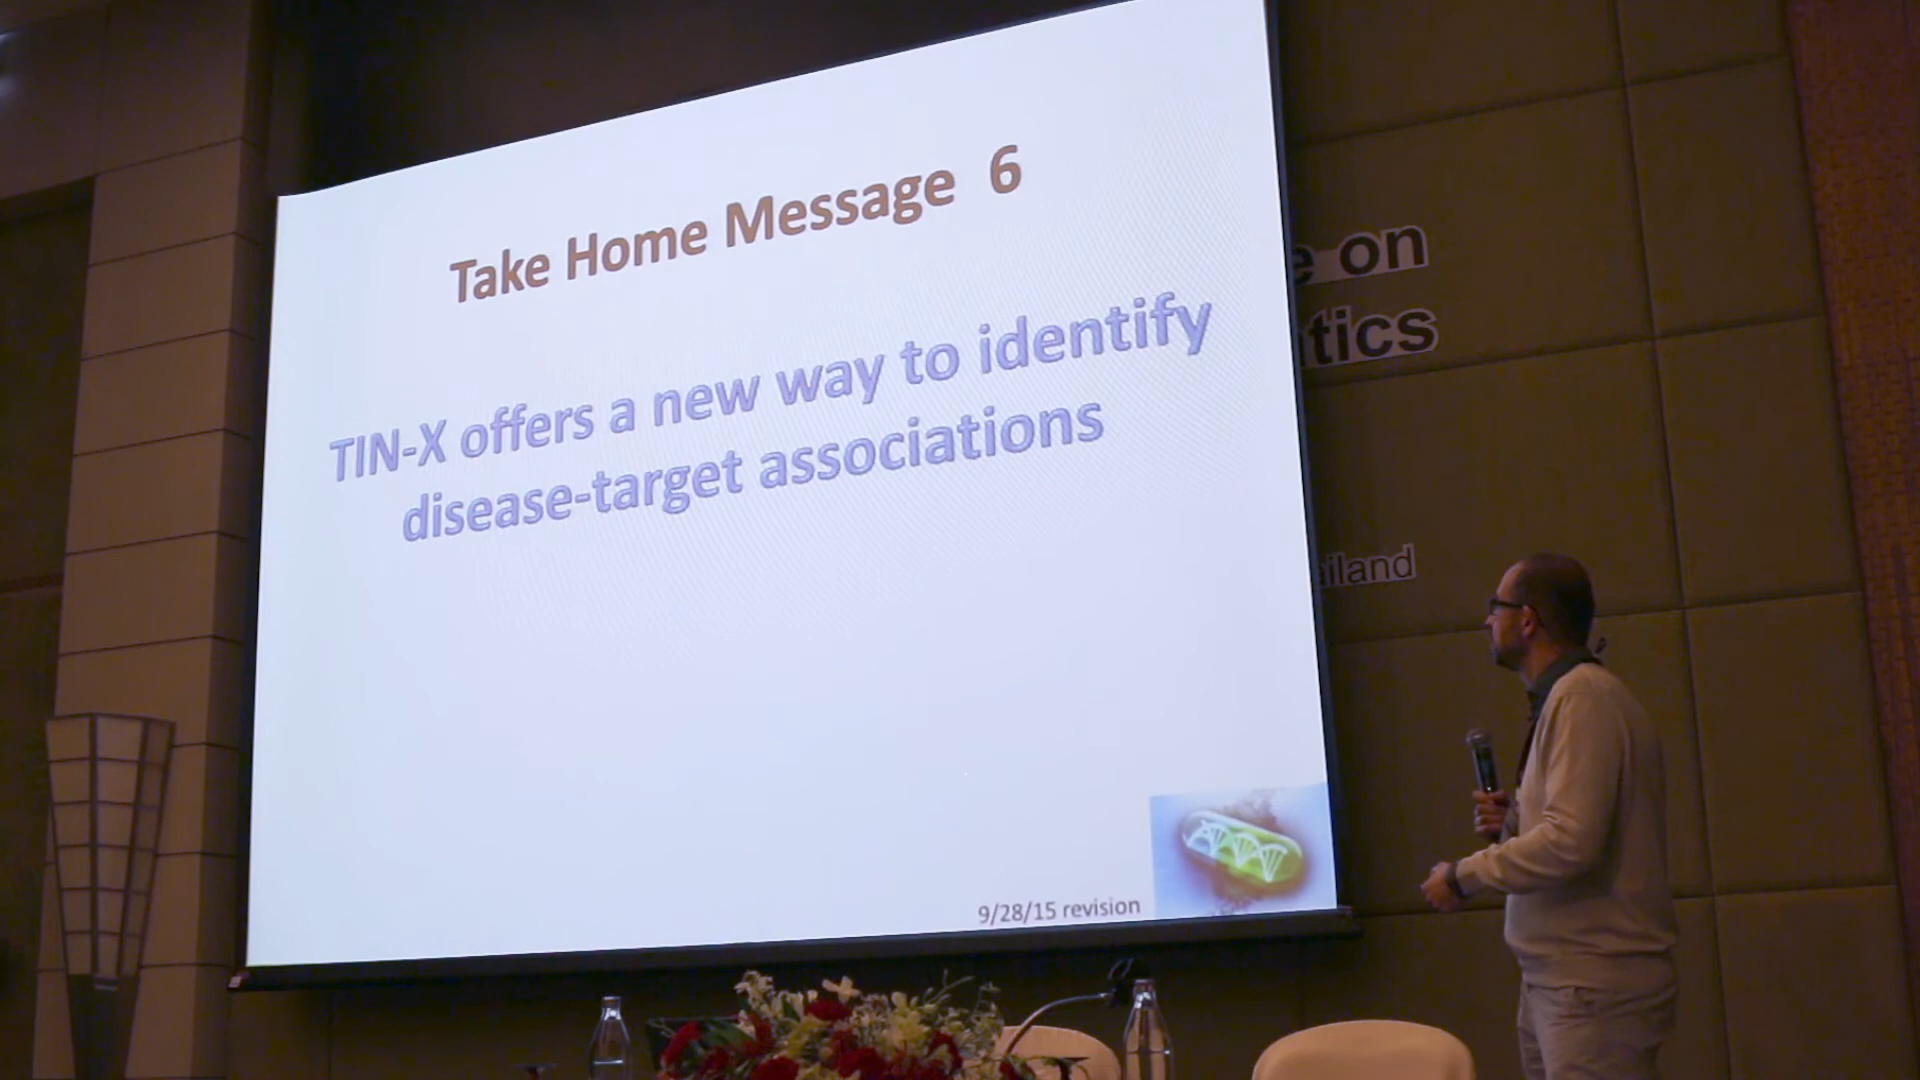 Take Home Message 6
TIN-X offers a new way to identify
disease-target associations
9/28/15 revision
e on
tics
ailand